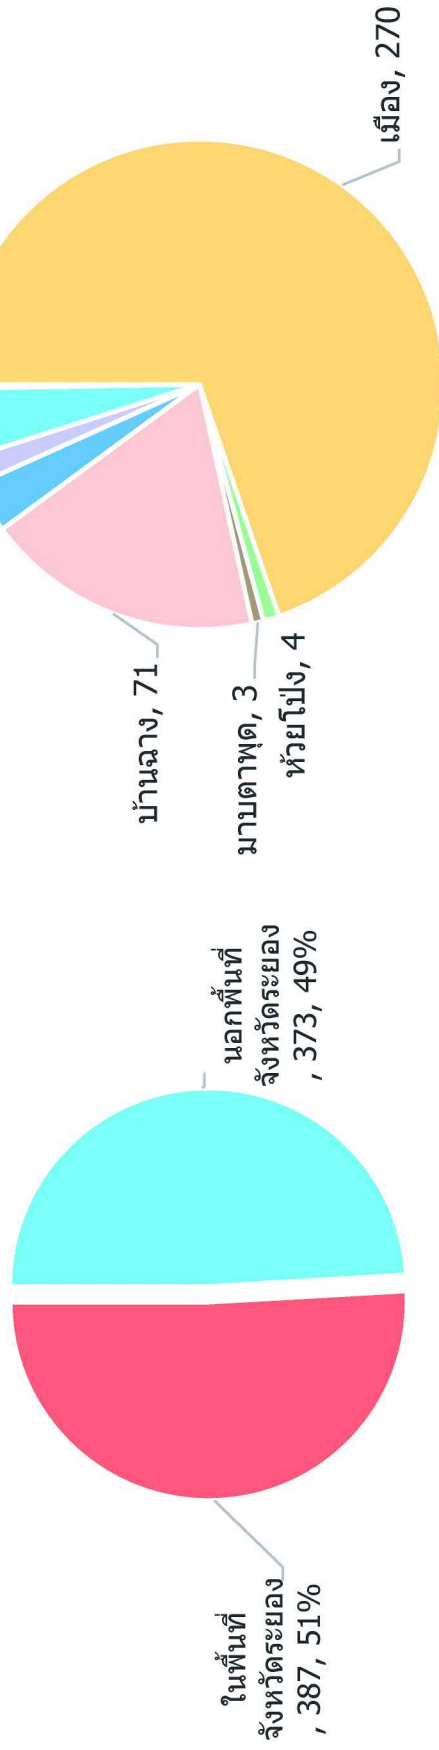 ในพื้นที่
จังหวัดระยอง
, 387, 51%
นอกพื้นที่
จังหวัดระยอง
, 373, 49%
บ้านฉาง, 71
มาบตาพุด, 3
ห้วยโป่ง, 4
เมือง, 270